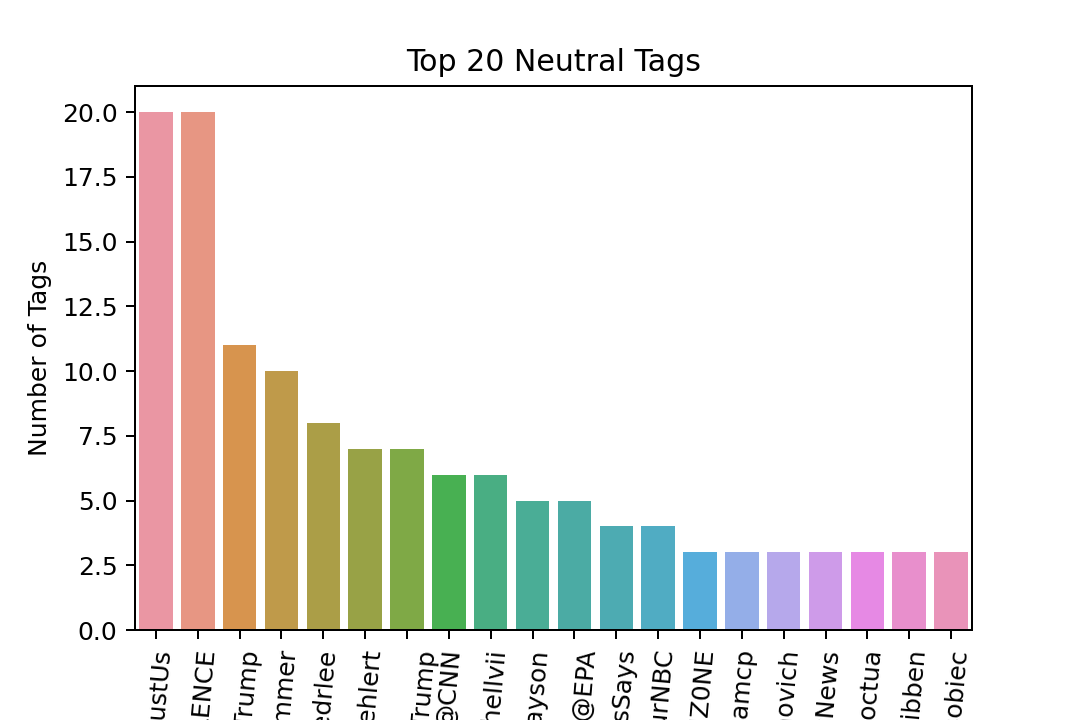 Top 20 Neutral Tags
Number of Tags
20.0
17.5
15.0
12.5
10.0
7.5
5.0
2.5
0.0
ustUs
ENCE
Trump
mmer
edrlee
ehlert
Trump
@CNN
hellvii
ayson
@EPA
sSays
urNBC
Z0NE
amcp
ovich
News
octua
ibben
obiec